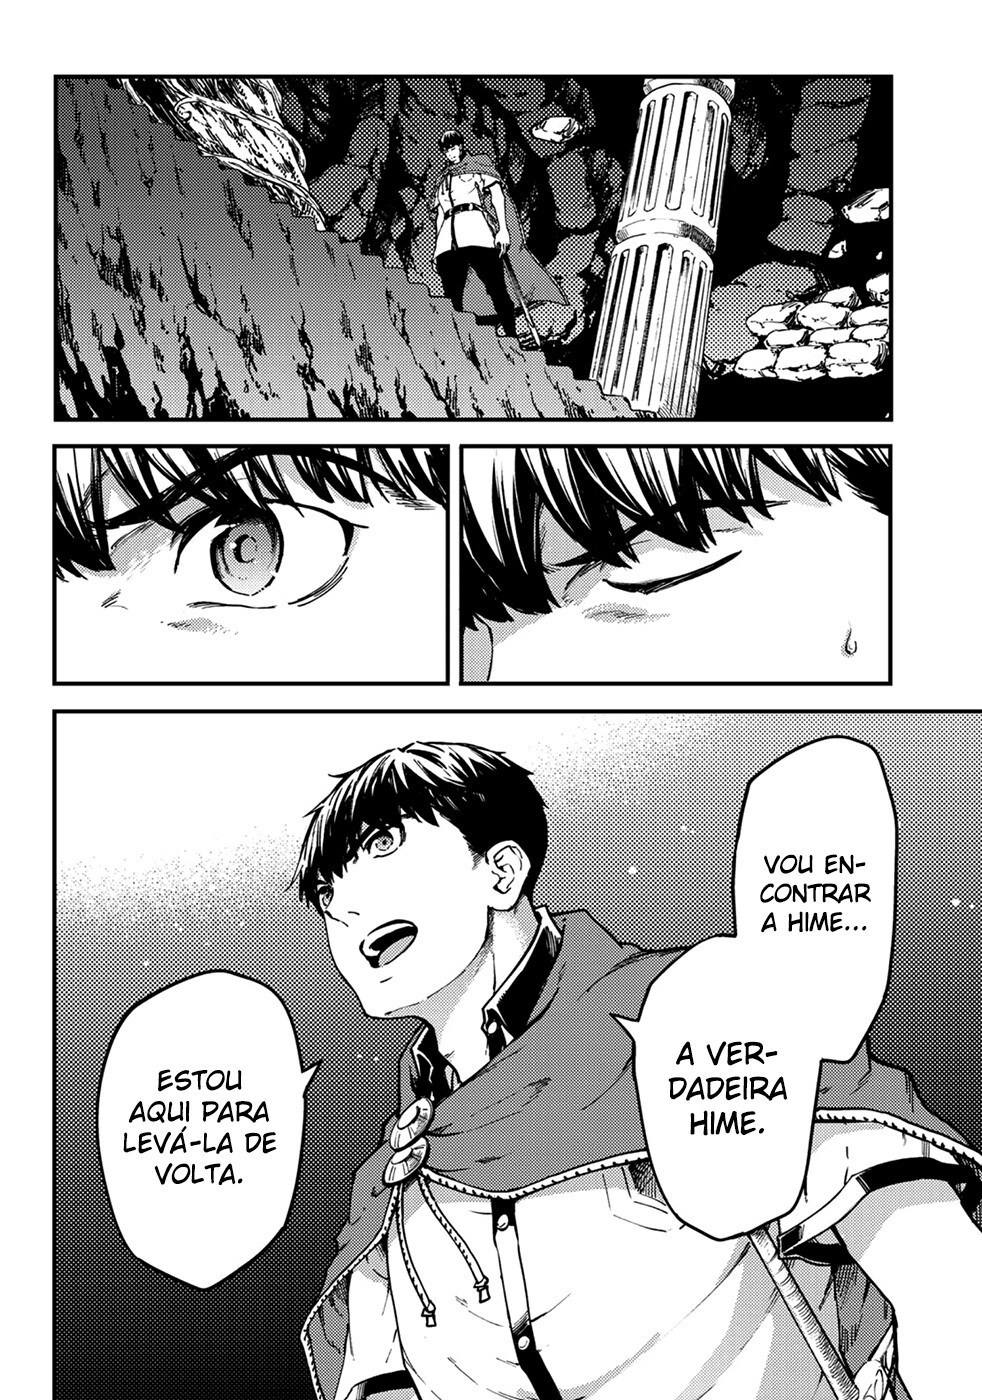 VOU EN-
CONTRAR
A HIME...
A VER-
DADEIRA
HIME.
ESTOU
AQUI PARA
LEVÁ-LA DE
VOLTA.